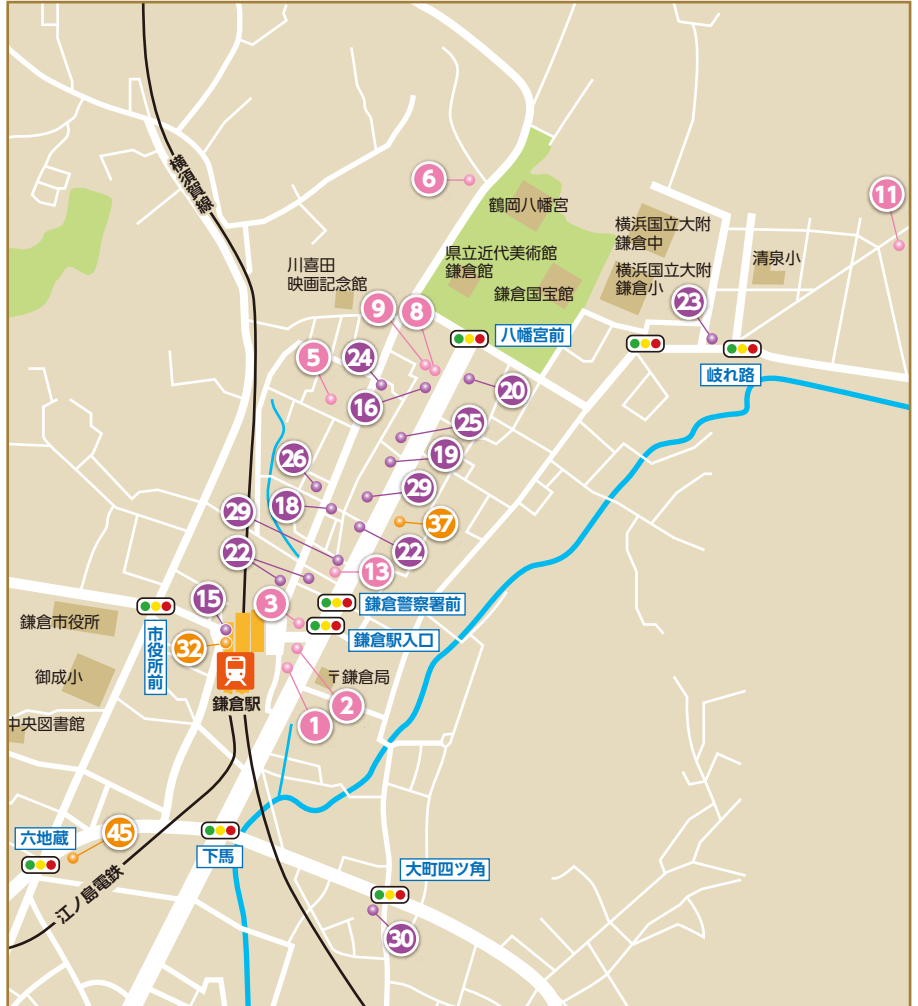 横須賀線
6
鶴岡八幡宮
11
横浜国立大附
鎌倉中
県立近代美術館
鎌倉館
清泉小
川喜田
映画記念館
横浜国立大附
鎌倉小
鎌倉国宝館
23
9
8
八幡宮前
5
24
岐れ路
16
20
25
19
26
29
18
29
37
22
22
13
15
3
鎌倉警察署前
鎌倉市役所
鎌倉駅入口
32
市役所前
御成小
〒鎌倉局
鎌倉駅
2
中央図書館
1
六地蔵
45
下馬
大町四ツ角
江ノ島電鉄
30